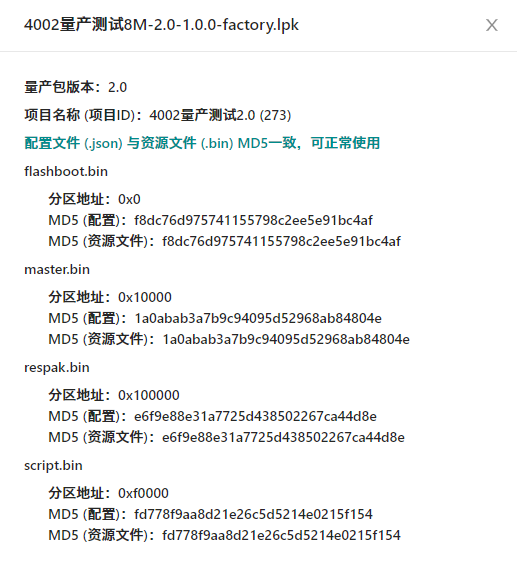 4002量产测试8M-2.0-1.0.0-factory.lpk
量产包版本：2.0
项目名称 (项目ID)：4002量产测试2.0 (273)
配置文件 (.json) 与资源文件 (.bin) MD5一致，可正常使用
flashboot.bin
分区地址：0x0
MD5 (配置)：f8dc76d975741155798c2ee5e91bc4af
MD5 (资源文件)：f8dc76d975741155798c2ee5e91bc4af
master.bin
分区地址：0x10000
MD5 (配置)：1a0abab3a7b9c94095d52968ab84804e
MD5 (资源文件)：1a0abab3a7b9c94095d52968ab84804e
respak.bin
分区地址：0x100000
MD5 (配置)：e6f9e88e31a7725d438502267ca44d8e
MD5 (资源文件)：e6f9e88e31a7725d438502267ca44d8e
script.bin
分区地址：0xf0000
MD5 (配置)：fd778f9aa8d21e26c5d5214e0215f154
MD5 (资源文件)：fd778f9aa8d21e26c5d5214e0215f154